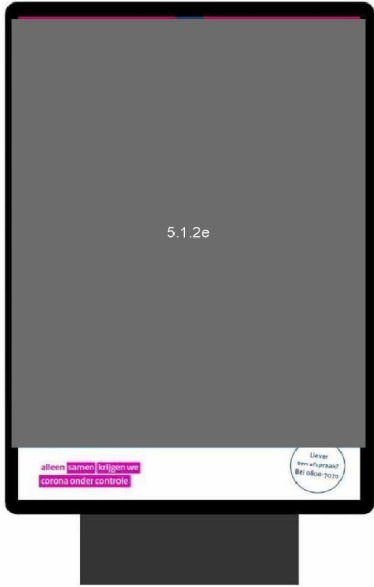 5.1.2e
alleen samen krijgen we
corona onder controle
Liever
een afspraak?
Bel 0800-7070